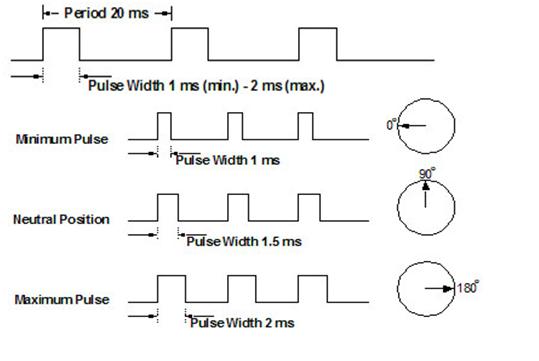 Period 20 ms
Pulse Width 1 ms (min.) - 2 ms (max.)
Minimum Pulse
0°
Pulse Width 1 ms
90°
Neutral Position
Pulse Width 1.5 ms
Maximum Pulse
180°
Pulse Width 2 ms